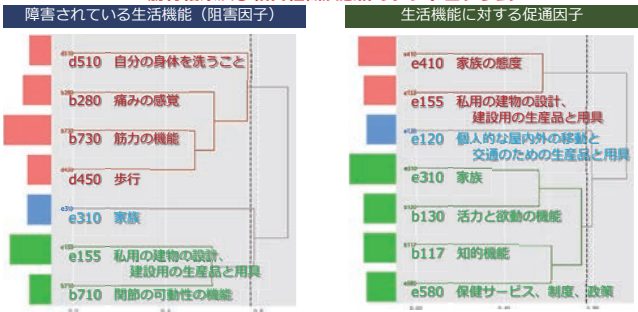 障害されている生活機能（阻害因子）
d510 自分の身体を洗うこと
b280 痛みの感覚
b730 筋力の機能
d450 歩行
e310 家族
e155 私用の建物の設計、
建設用の生産品と用具
b710 関節の可動性の機能
生活機能に対する促通因子
e410 家族の態度
e155 私用の建物の設計、
建設用の生産品と用具
e120 個人的な屋内外の移動と
交通のための生産品と用具
e310 家族
b130 活力と欲動の機能
b117 知的機能
e580 保健サービス、制度、政策